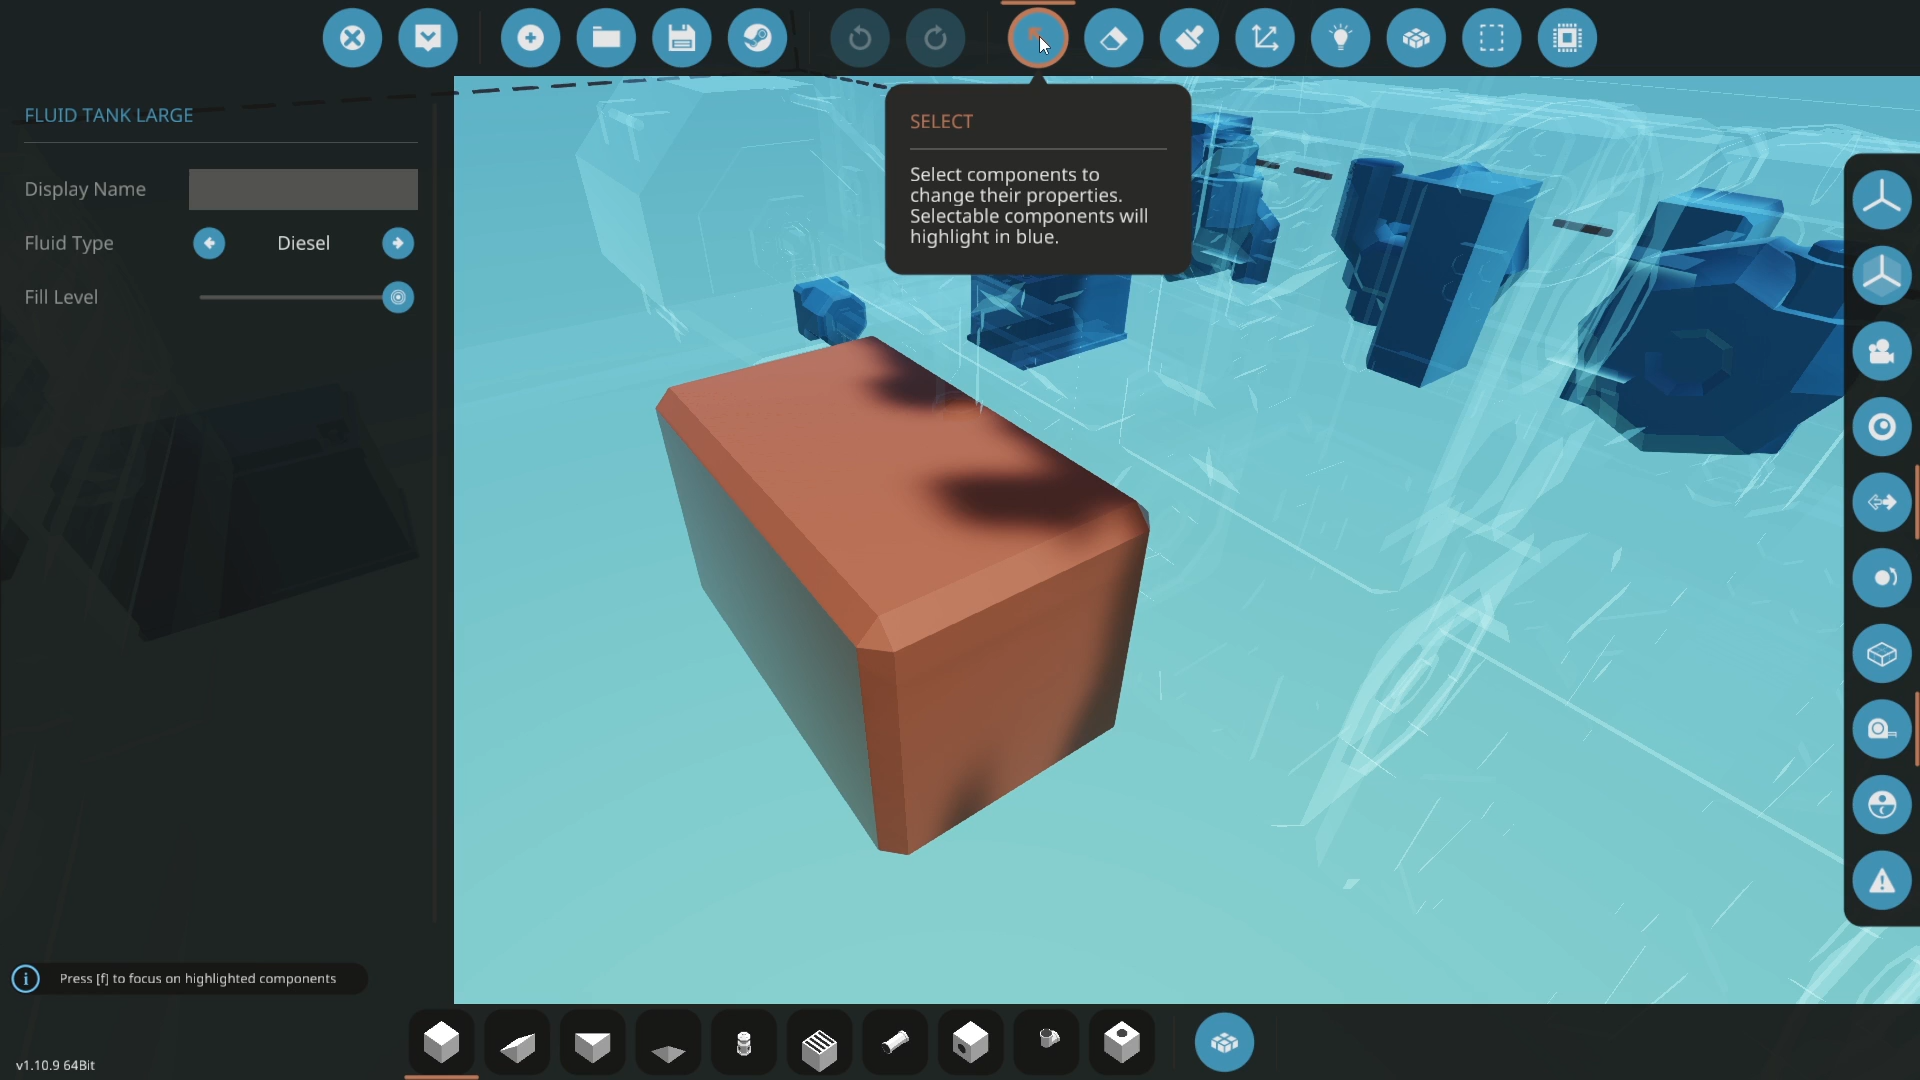 FLUID TANK LARGE
Display Name
Fluid Type
Diesel
Fill Level
SELECT
Select components to
change their properties.
Selectable components will
highlight in blue.
Press [f] to focus on highlighted components
v1.10.9 64Bit